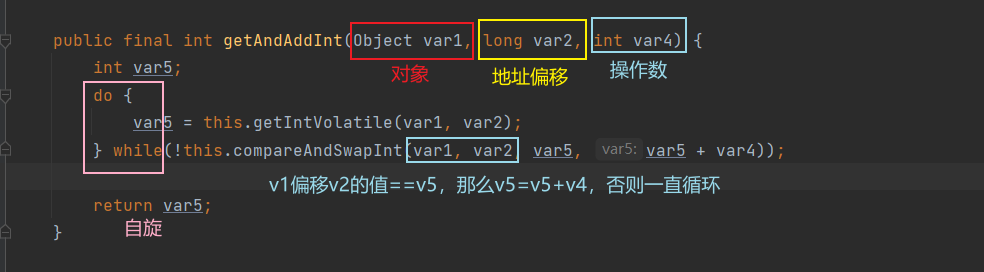 public final int getAndAddInt(Object var1, long var2, int var4) {
对象 地址偏移 操作数
int var5;
do {
var5 = this.getIntVolatile(var1, var2);
} while(!this.compareAndSwapInt(var1, var2, var5, var5: var5 + var4));
v1偏移v2的值==v5，那么v5=v5+v4，否则一直循环
return var5;
自旋
}